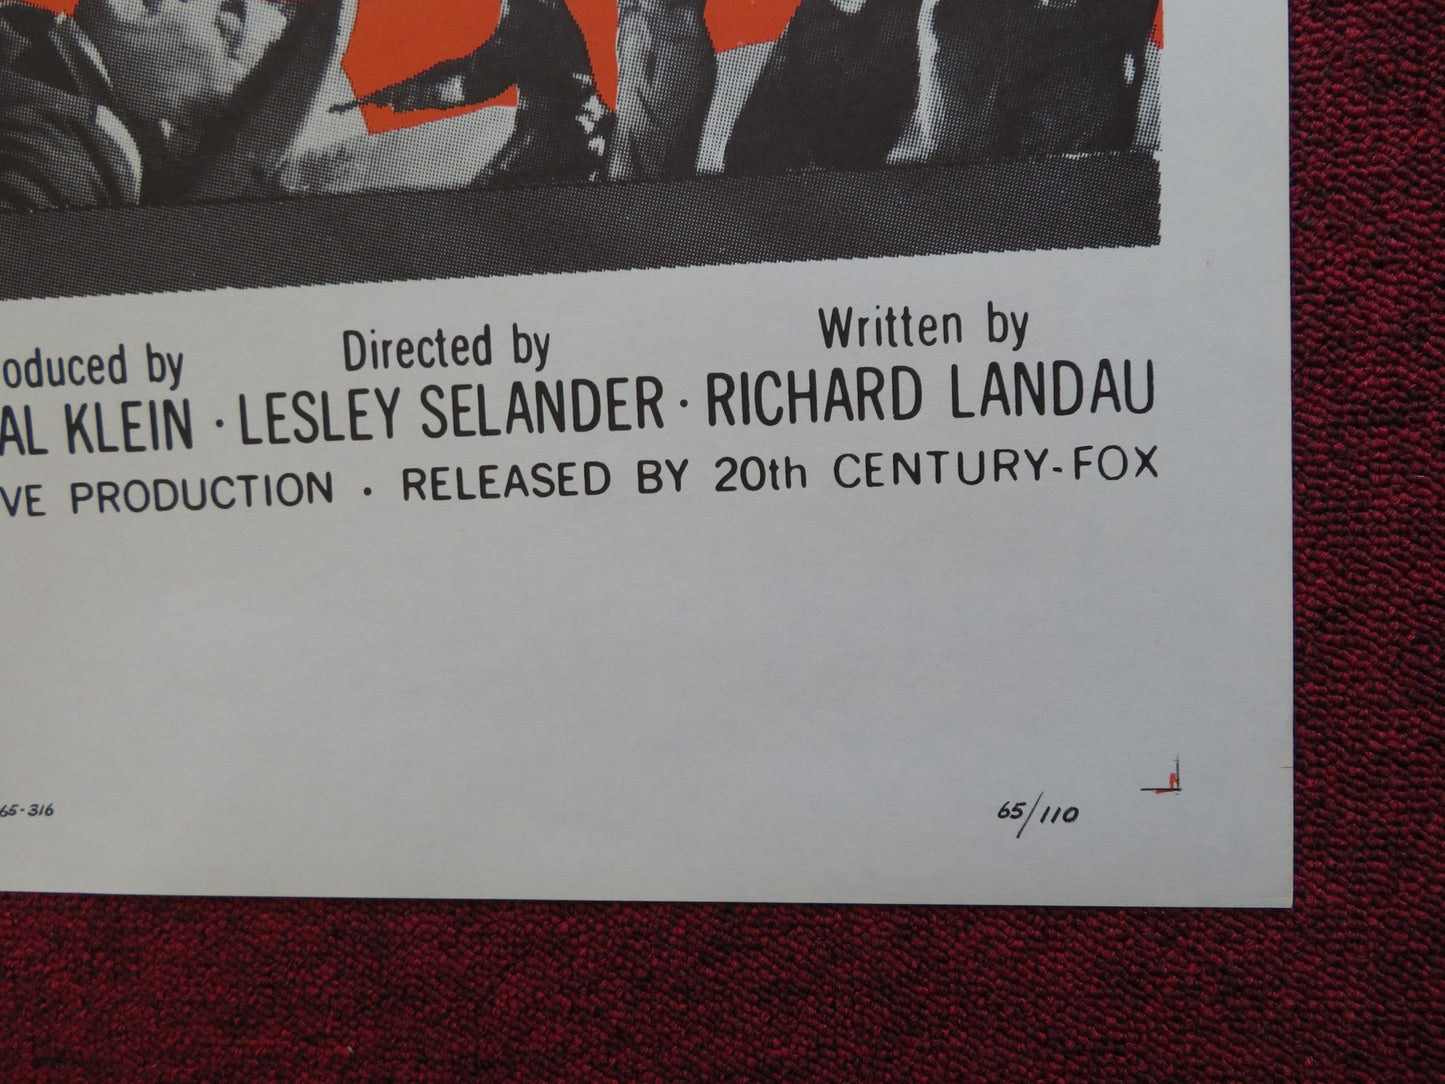 oduced by Directed by Written by
AL KLEIN · LESLEY SELANDER · RICHARD LANDAU
VE PRODUCTION · RELEASED BY 20th CENTURY-FOX
65-316 65/110